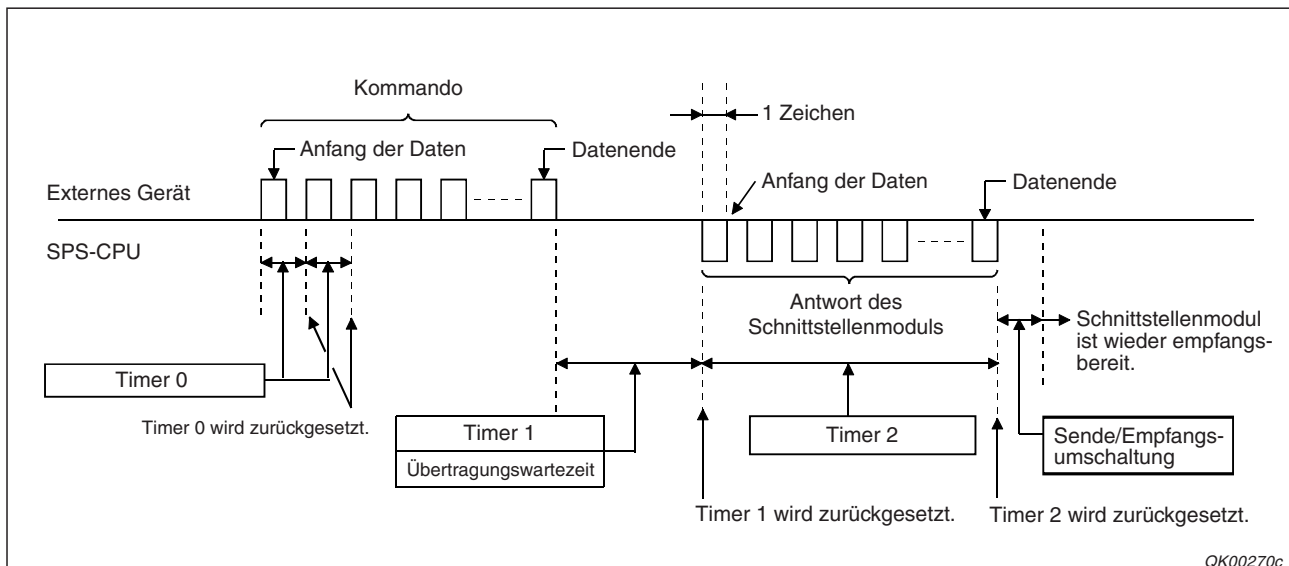 Kommando
1 Zeichen
Anfang der Daten
Datenende
Anfang der Daten
Datenende
Externes Gerät
SPS-CPU
Antwort des
Schnittstellenmoduls
Schnittstellenmodul
ist wieder empfangs-
bereit.
Timer 0
Timer 0 wird zurückgesetzt.
Timer 1
Übertragungswartezeit
Timer 2
Sende/Empfangs-
umschaltung
Timer 1 wird zurückgesetzt.
Timer 2 wird zurückgesetzt.
QK00270c